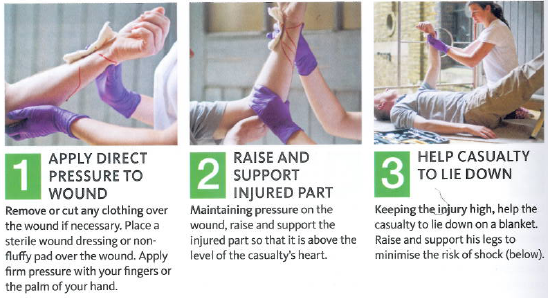 1 APPLY DIRECT
PRESSURE TO
WOUND
Remove or cut any clothing over
the wound if necessary. Place a
sterile wound dressing or non-
fluffy pad over the wound. Apply
firm pressure with your fingers or
the palm of your hand.
2 RAISE AND
SUPPORT
INJURED PART
Maintaining pressure on the
wound, raise and support the
injured part so that it is above the
level of the casualty's heart.
3 HELP CASUALTY
TO LIE DOWN
Keeping the injury high, help the
casualty to lie down on a blanket.
Raise and support his legs to
minimise the risk of shock (below).